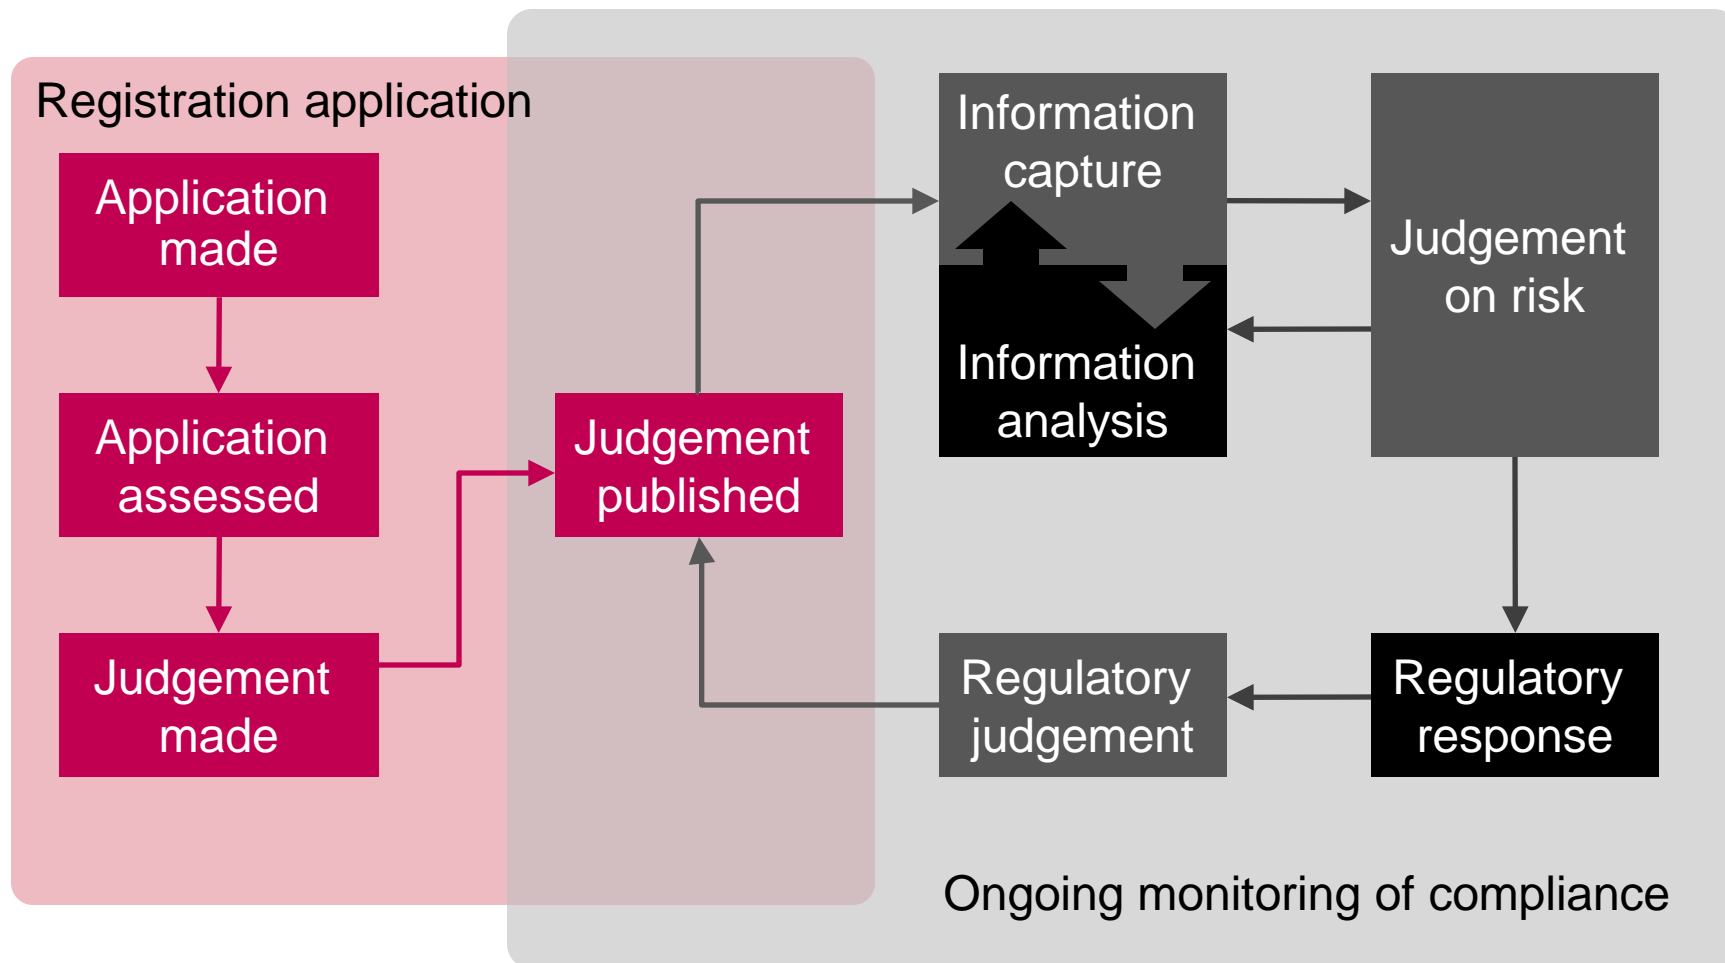 Registration application
Application
made
Application
assessed
Judgement
made
Judgement
published
Information
capture
Information
analysis
Judgement
on risk
Regulatory
response
Regulatory
judgement
Ongoing monitoring of compliance